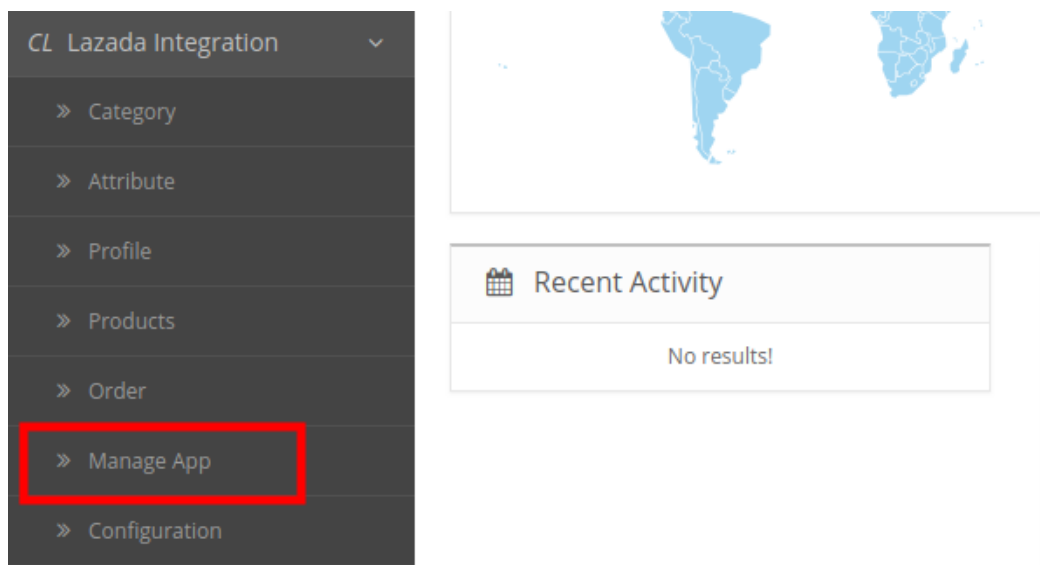 CL Lazada Integration
Category
Attribute
Profile
Products
Order
Manage App
Configuration
Recent Activity
No results!